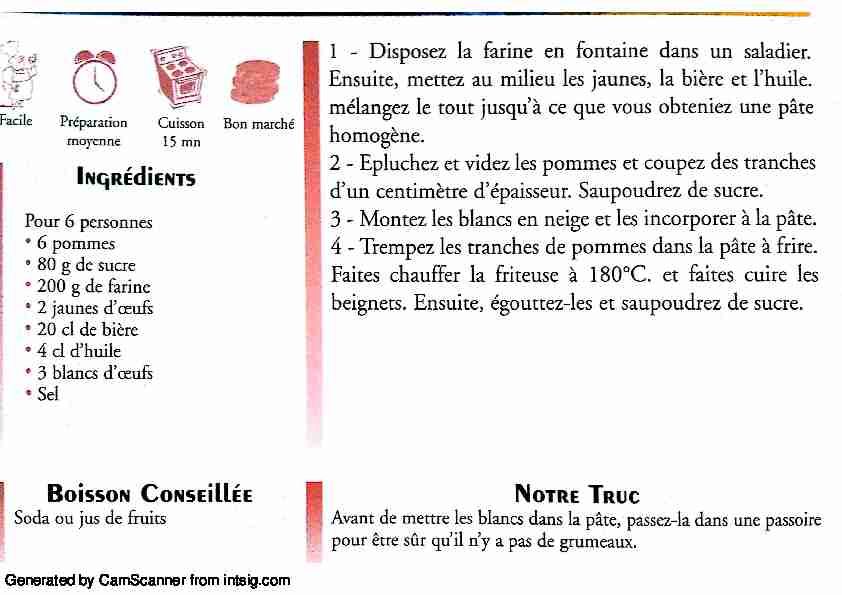 Facile
Préparation
moyenne
Cuisson
15 mn
Bon marché
Ingrédients
Pour 6 personnes
• 6 pommes
• 80 g de sucre
• 200 g de farine
• 2 jaunes d'œufs
• 20 cl de bière
• 4 cl d'huile
• 3 blancs d'œufs
• Sel
1 - Disposez la farine en fontaine dans un saladier.
Ensuite, mettez au milieu les jaunes, la bière et l'huile.
mélangez le tout jusqu'à ce que vous obteniez une pâte
homogène.
2 - Epluchez et videz les pommes et coupez des tranches
d'un centimètre d'épaisseur. Saupoudrez de sucre.
3 - Montez les blancs en neige et les incorporer à la pâte.
4 - Trempez les tranches de pommes dans la pâte à frire.
Faites chauffer la friteuse à 180°C. et faites cuire les
beignets. Ensuite, égouttez-les et saupoudrez de sucre.
Boisson Conseillée
Soda ou jus de fruits
Notre Truc
Avant de mettre les blancs dans la pâte, passez-la dans une passoire
pour être sûr qu'il n'y a pas de grumeaux.
Generated by CamScanner from intsig.com